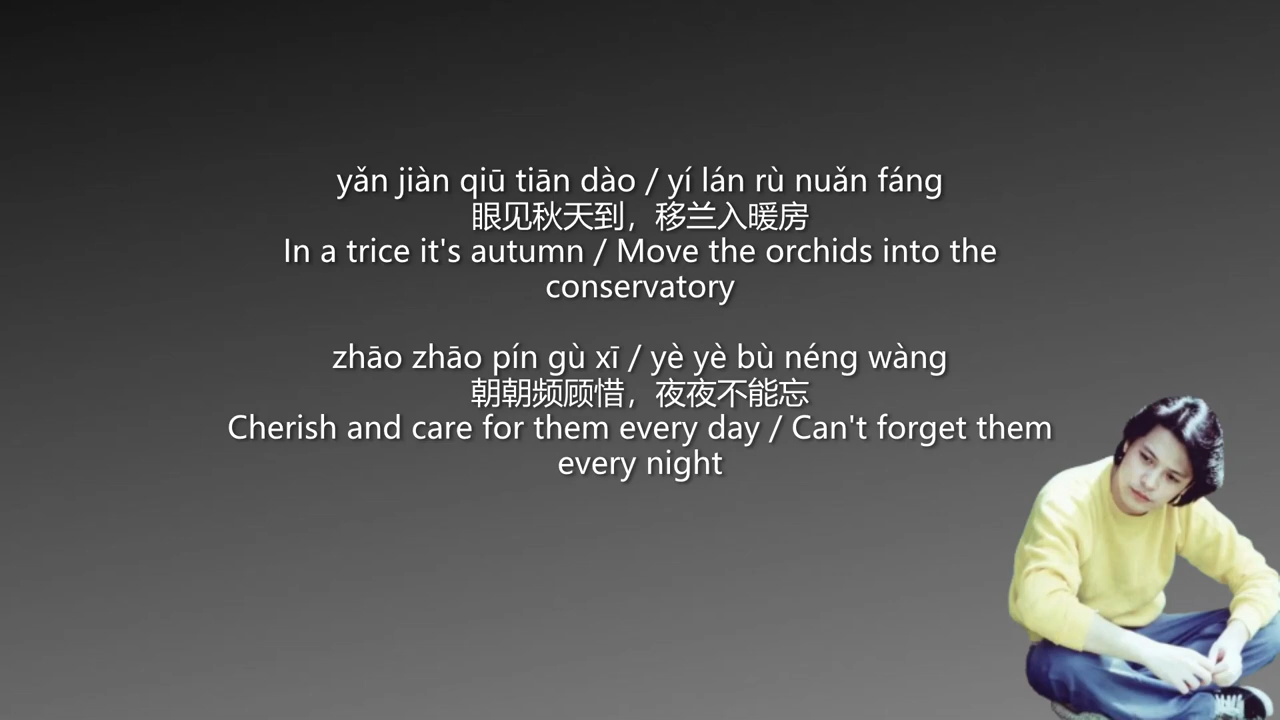 yǎn jiàn qiū tiān dào / yí lán rù nuǎn fáng
眼见秋天到，移兰入暖房
In a trice it's autumn / Move the orchids into the
conservatory
zhāo zhāo pín gù xī / yè yè bù néng wàng
朝朝频顾惜，夜夜不能忘
Cherish and care for them every day / Can't forget them
every night